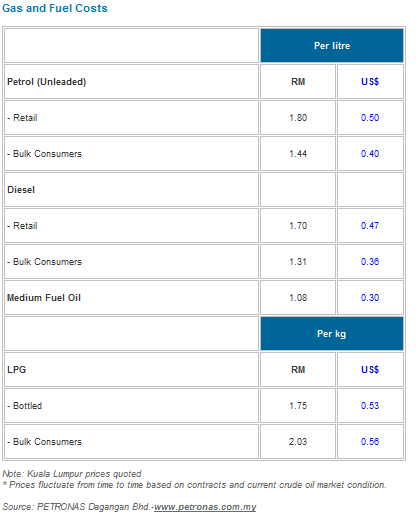 Gas and Fuel Costs
Per litre
Petrol (Unleaded) RM US$
- Retail 1.80 0.50
- Bulk Consumers 1.44 0.40
Diesel
- Retail 1.70 0.47
- Bulk Consumers 1.31 0.36
Medium Fuel Oil 1.08 0.30
Per kg
LPG RM US$
- Bottled 1.75 0.53
- Bulk Consumers 2.03 0.56
Note: Kuala Lumpur prices quoted
* Prices fluctuate from time to time based on contracts and current crude oil market condition.
Source: PETRONAS Dagangan Bhd.-www.petronas.com.my